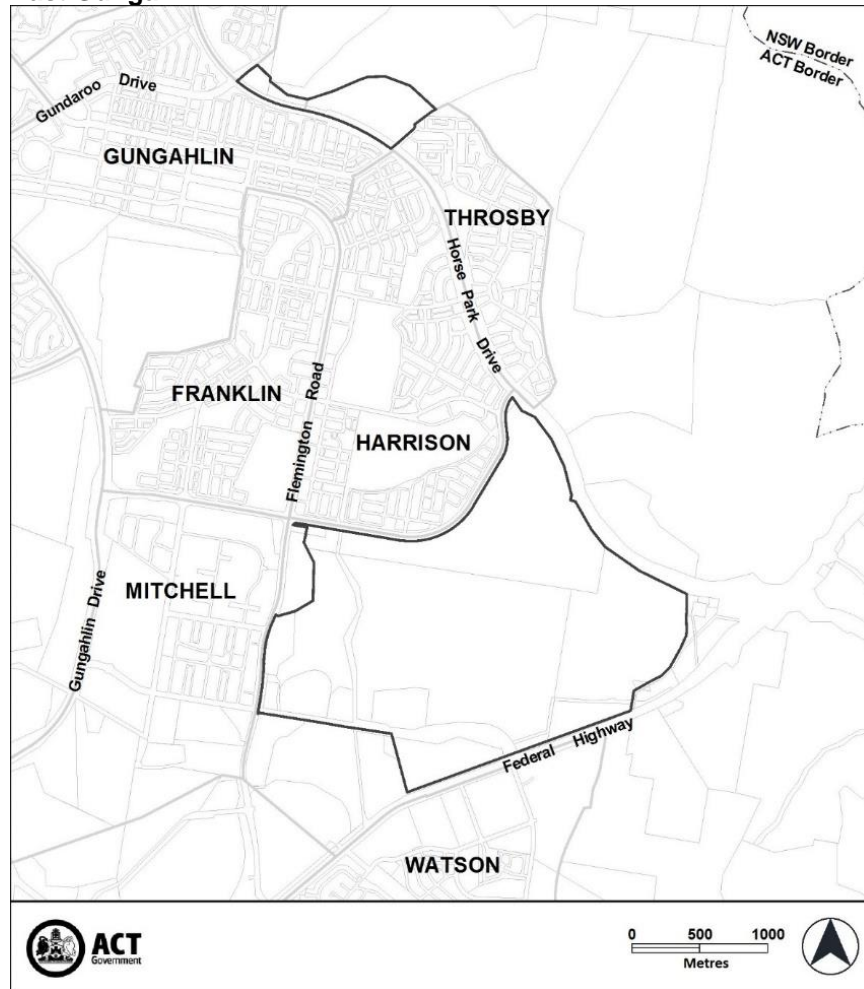 NSW Border
ACT Border
Gundaroo Drive
GUNGAHLIN
THROSBY
Horse Park Drive
FRANKLIN
Flemington Road
HARRISON
MITCHELL
Gungahlin Drive
Federal Highway
WATSON
ACT
Government
0 500 1000
Metres